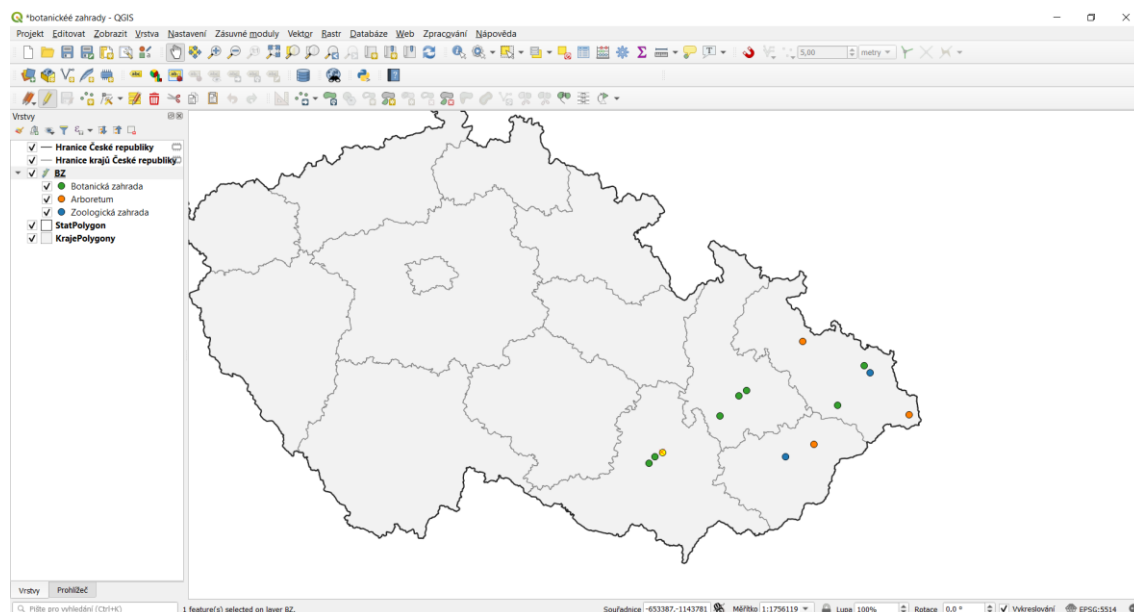 *botanickéé zahrady - QGIS
Projekt Editovat Zobrazit Vrstva Nastavení Zásuvné moduly Vektor Rastr Databáze Web Zpracování Nápověda
5,00 metry
abc
Vrstvy
Hranice České republiky
Hranice krajů České republiky
BZ
Botanická zahrada
Arboretum
Zoologická zahrada
StatPolygon
KrajePolygony
Vrstvy Prohlížeč
Pište pro vyhledání (Ctrl+K) 1 feature(s) selected on layer BZ. Souřadnice -653387,-1143781 Měřítko 1:1756119 Lupa 100% Rotace 0,0 ° Vykreslování EPSG:5514